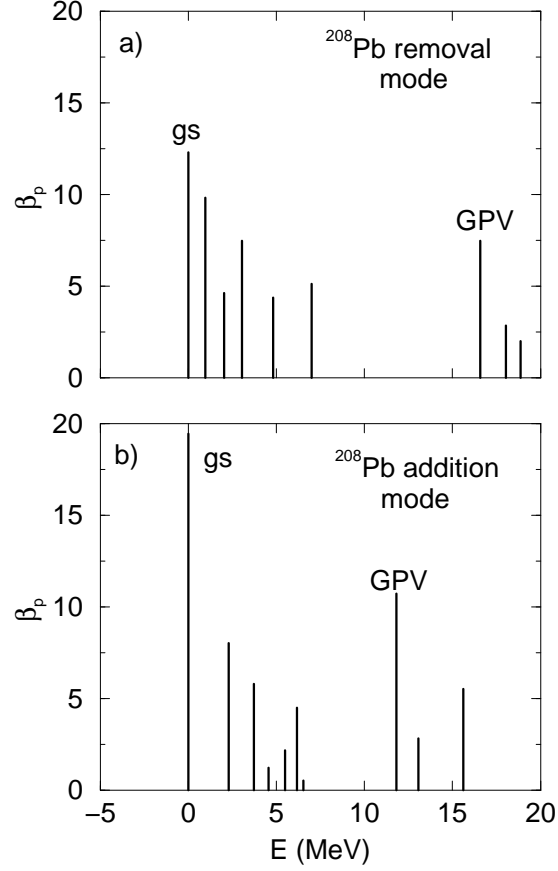 20
a)
²⁰⁸Pb removal
mode
15
gs
βₚ
10
GPV
5
0
20
b)
gs
²⁰⁸Pb addition
mode
15
GPV
βₚ
10
5
0
−5 0 5 10 15 20
E (MeV)